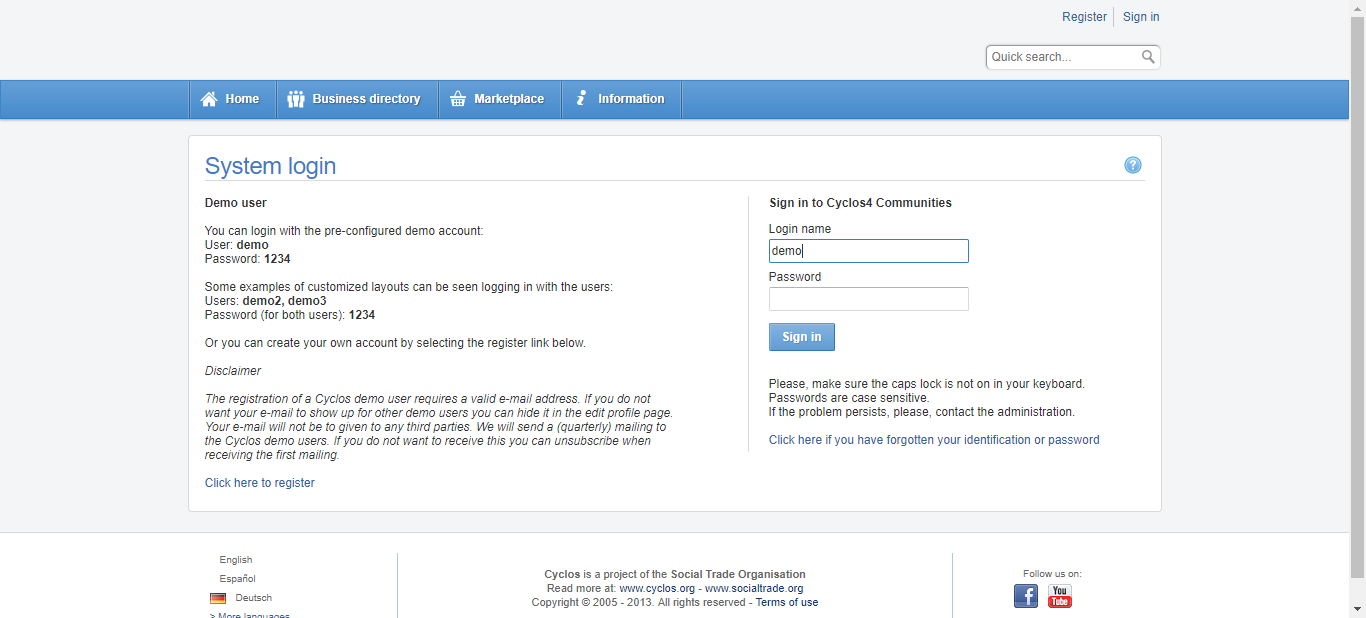 Register
Sign in
Quick search...
Home
Business directory
Marketplace
Information
System login
?
Demo user
You can login with the pre-configured demo account:
User: demo
Password: 1234
Some examples of customized layouts can be seen logging in with the users:
Users: demo2, demo3
Password (for both users): 1234
Or you can create your own account by selecting the register link below.
Disclaimer
The registration of a Cyclos demo user requires a valid e-mail address. If you do not
want your e-mail to show up for other demo users you can hide it in the edit profile page.
Your e-mail will not be to given to any third parties. We will send a (quarterly) mailing to
the Cyclos demo users. If you do not want to receive this you can unsubscribe when
receiving the first mailing.
Click here to register
Sign in to Cyclos4 Communities
Login name
demo
Password
Sign in
Please, make sure the caps lock is not on in your keyboard.
Passwords are case sensitive.
If the problem persists, please, contact the administration.
Click here if you have forgotten your identification or password
English
Español
Deutsch
> More languages
Cyclos is a project of the Social Trade Organisation
Read more at: www.cyclos.org - www.socialtrade.org
Copyright © 2005 - 2013. All rights reserved - Terms of use
Follow us on:
f
You
Tube